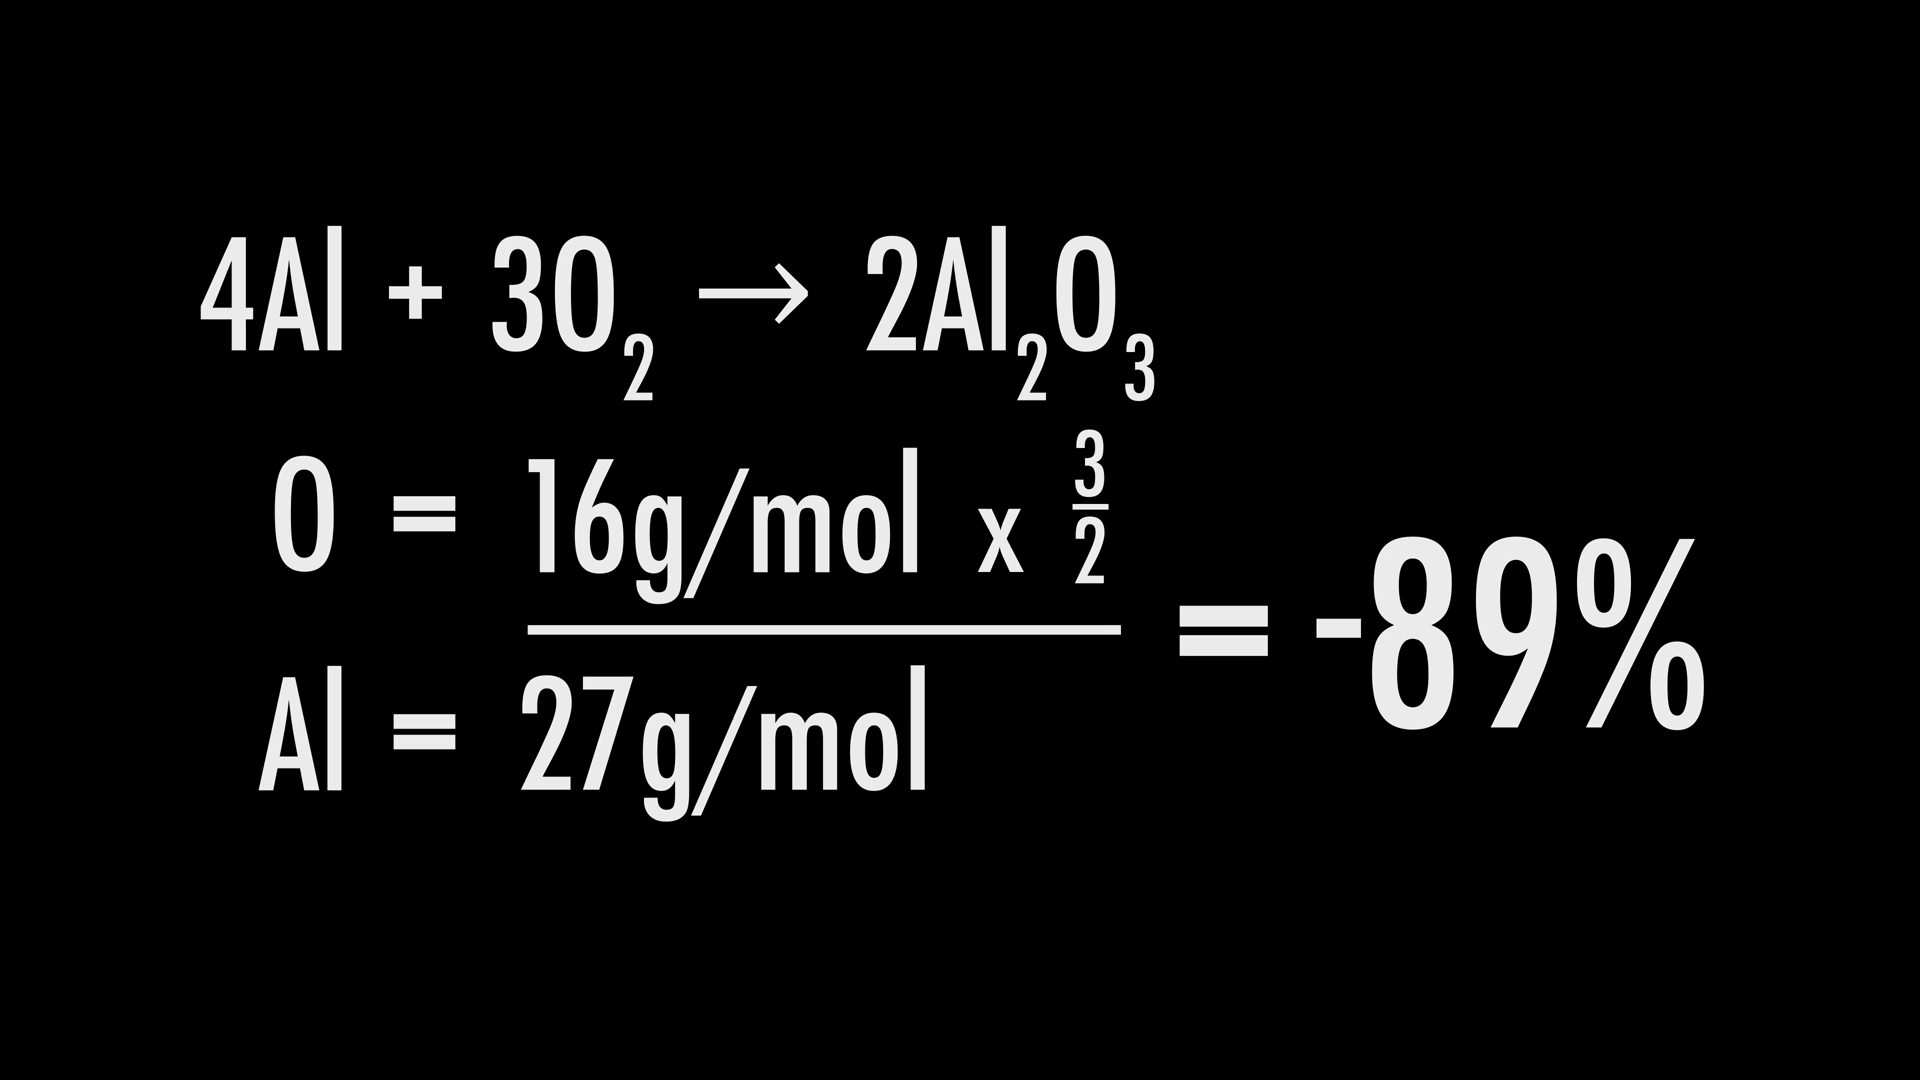 4Al + 3O₂ → 2Al₂O₃
O = 16g/mol x 3/2
= -89%
Al = 27g/mol